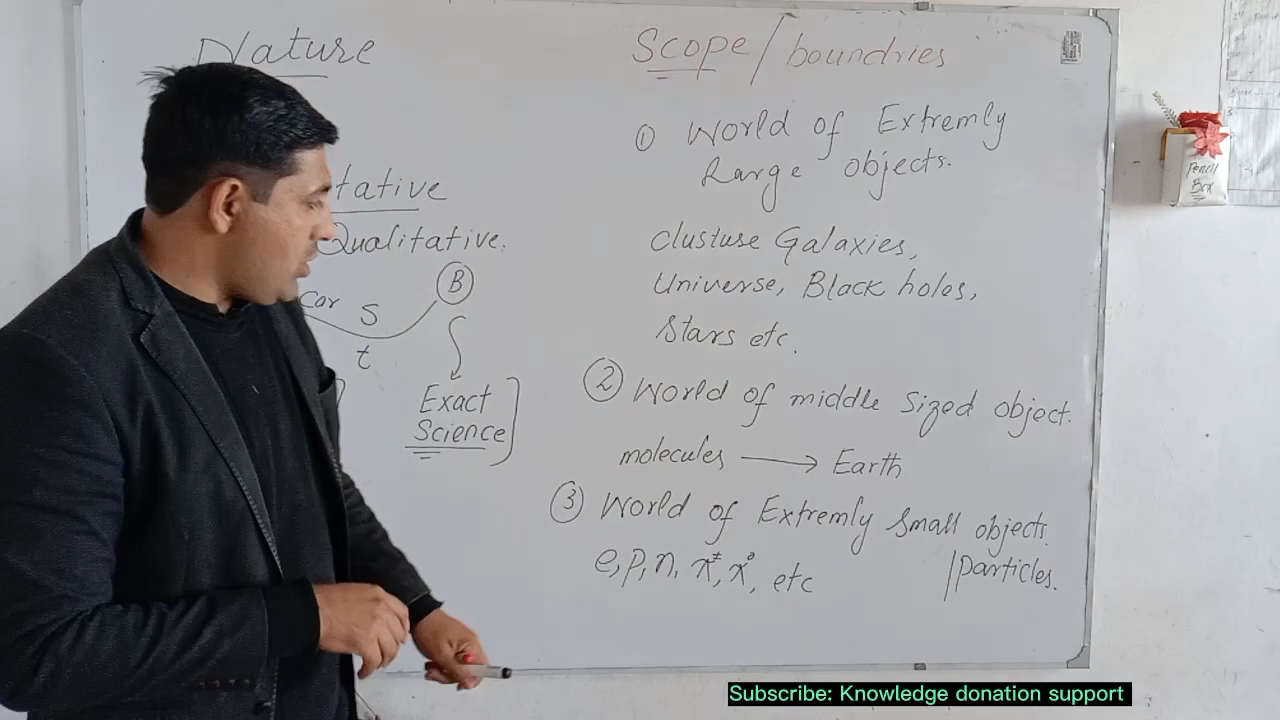 Nature
tative
Qualitative.
car S
B
t
Exact
Science
Scope/boundries
① World of Extremly
Large objects.
Clustuse Galaxies,
Universe, Black holes,
Stars etc.
② World of middle Sized object.
molecules → Earth
③ World of Extremly small objects.
/particles.
e, p, n, π±, π°, etc
Pencil
Box
Subscribe: Knowledge donation support